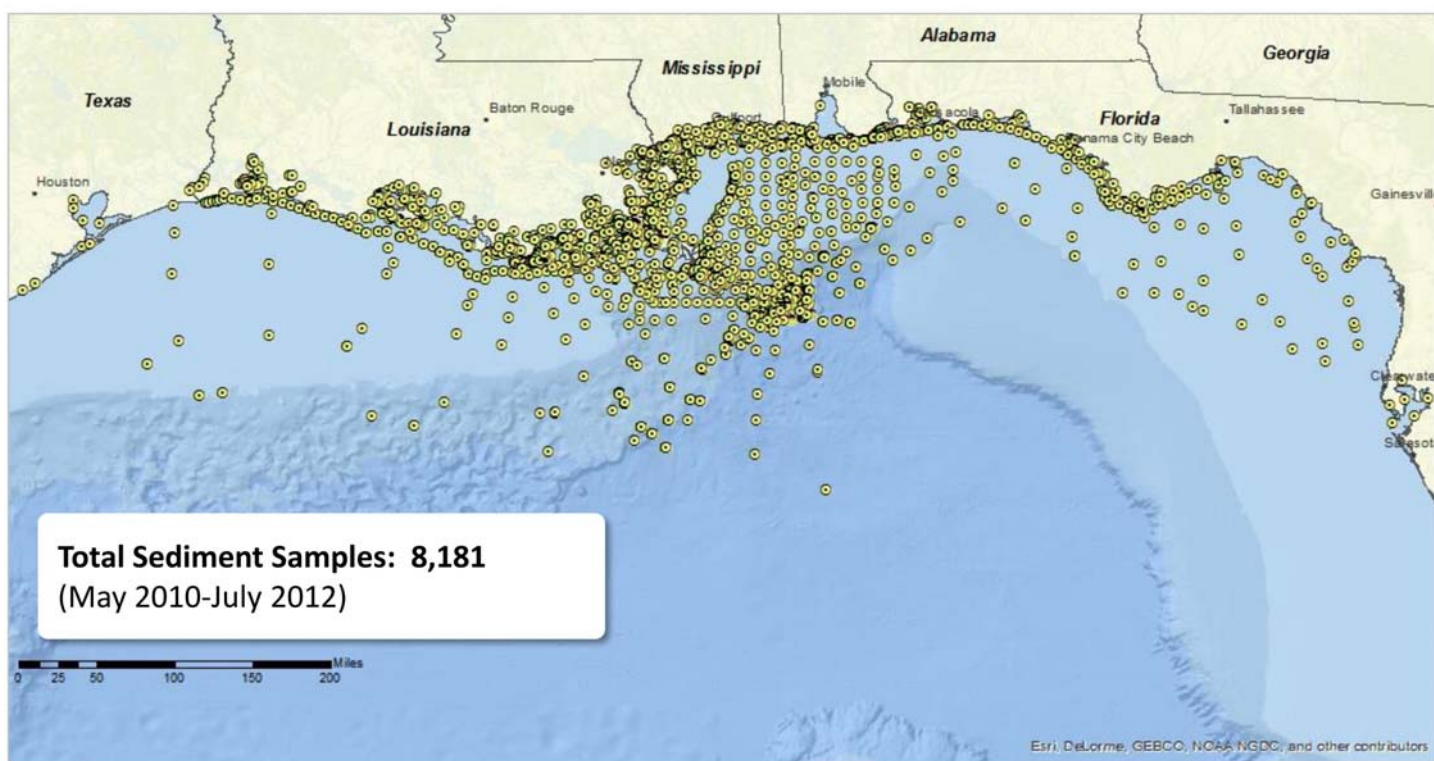 Alabama
Georgia
Mississippi
Texas
Mobile
Baton Rouge
Tallahassee
Louisiana
Florida
Panama City Beach
Houston
Gainesville
Clearwater
Total Sediment Samples: 8,181
(May 2010-July 2012)
Miles
0 25 50 100 150 200
Esri, DeLorme, GEBCO, NOAA NGDC, and other contributors